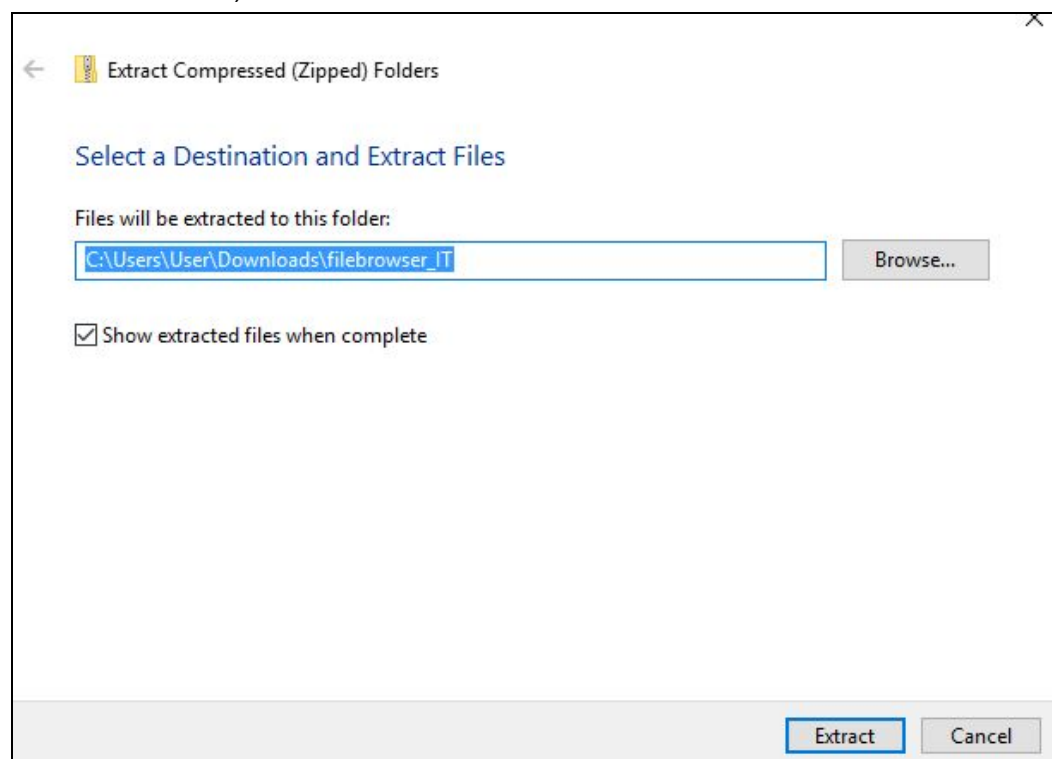 Extract Compressed (Zipped) Folders
Select a Destination and Extract Files
Files will be extracted to this folder:
C:\Users\User\Downloads\filebrowser_IT Browse...
Show extracted files when complete
Extract Cancel